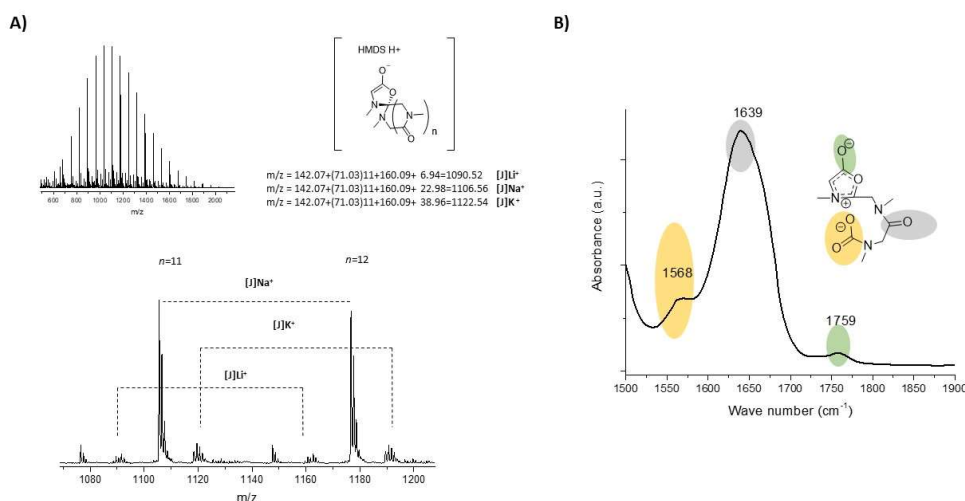 A)
HMDS H+
O⁻
O
N
N
N
O
n
600 800 1000 1200 1400 1600 1800 2000
m/z
m/z = 142.07+(71.03)11+160.09+ 6.94=1090.52 [J]Li⁺
m/z = 142.07+(71.03)11+160.09+ 22.98=1106.56 [J]Na⁺
m/z = 142.07+(71.03)11+160.09+ 38.96=1122.54 [J]K⁺
n=11
n=12
[J]Na⁺
[J]K⁺
[J]Li⁺
1080 1100 1120 1140 1160 1180 1200
m/z
B)
1639
1568
1759
O
O
N
+
N
O
O
O
N
Absorbance (a.u.)
1500 1550 1600 1650 1700 1750 1800 1850 1900
Wave number (cm⁻¹)